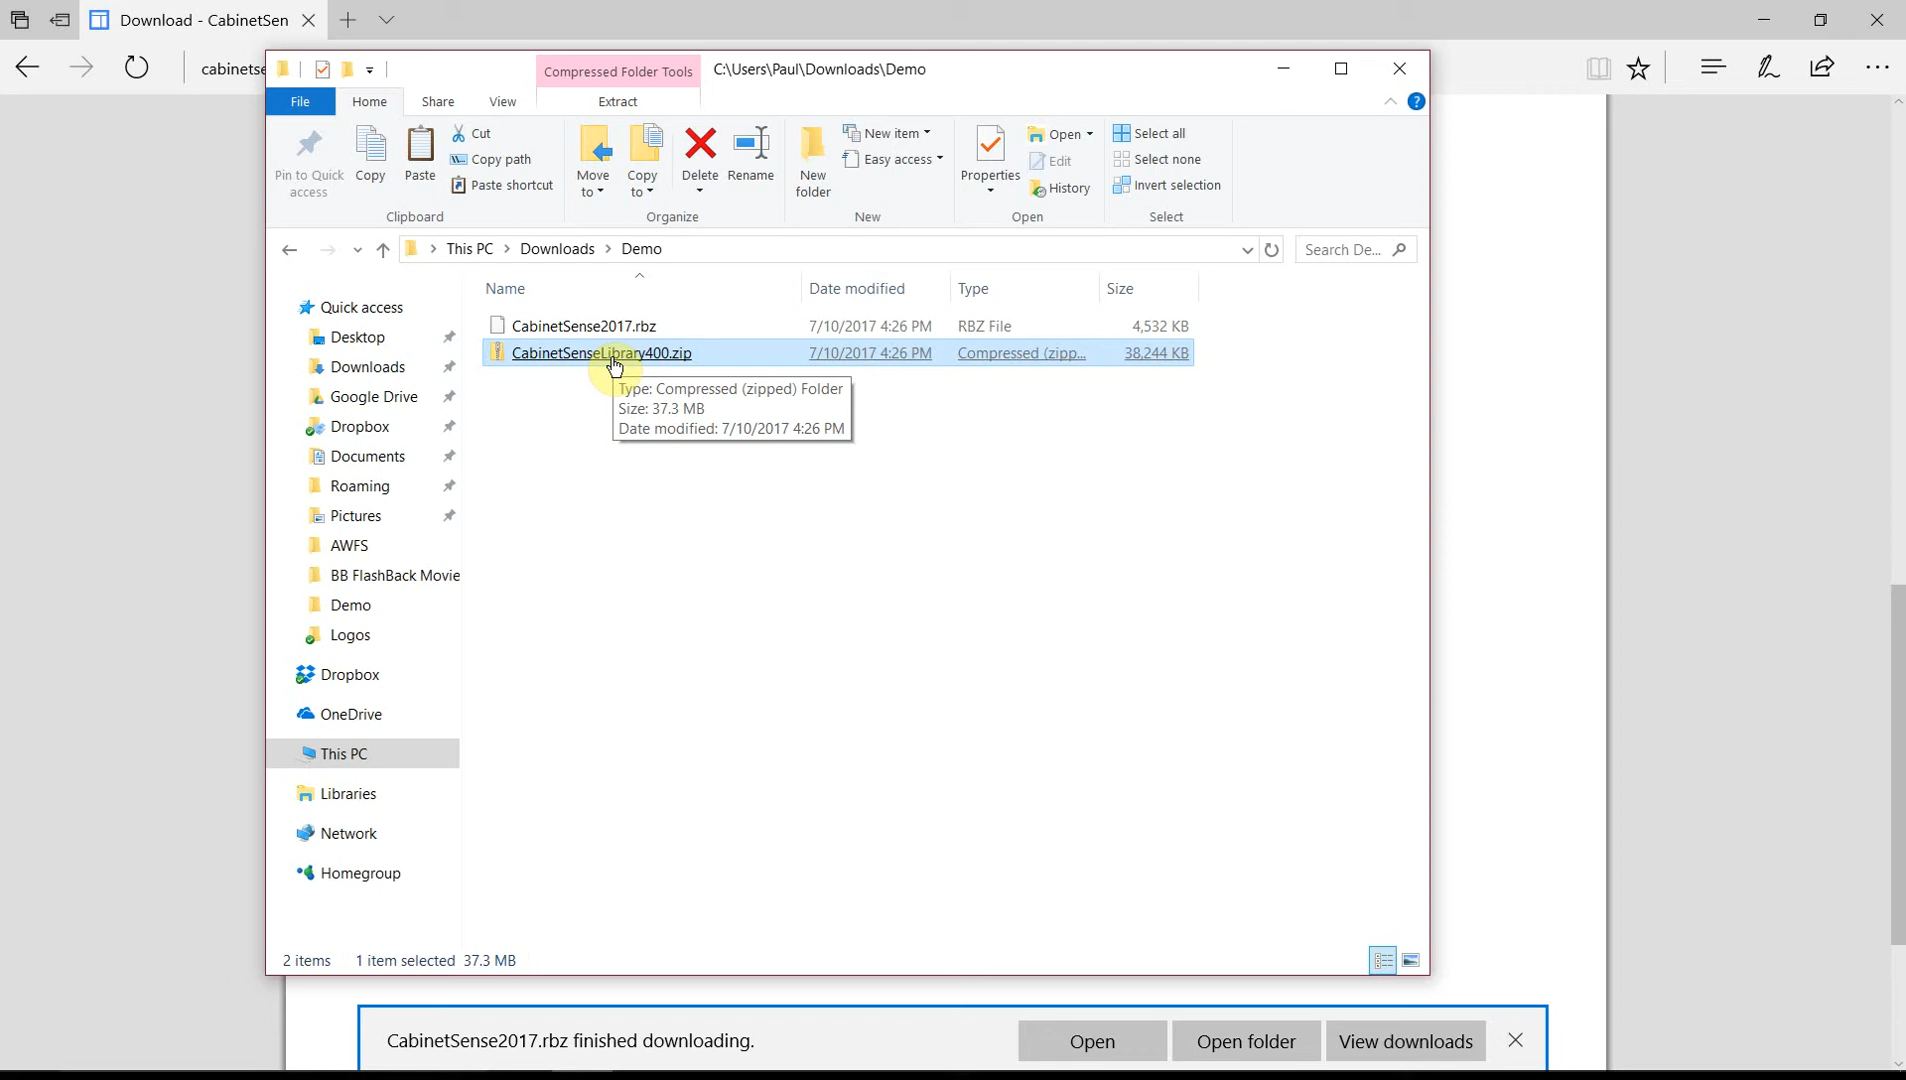 Download - CabinetSen
cabinetse
Compressed Folder Tools
C:\Users\Paul\Downloads\Demo
File
Home
Share
View
Extract
Pin to Quick access
Copy
Paste
Cut
Copy path
Paste shortcut
Clipboard
Move to
Copy to
Delete
Rename
Organize
New folder
New item
Easy access
New
Properties
Open
Edit
History
Open
Select all
Select none
Invert selection
Select
This PC > Downloads > Demo
Search De...
Name
Date modified
Type
Size
CabinetSense2017.rbz 7/10/2017 4:26 PM RBZ File 4,532 KB
CabinetSenseLibrary400.zip 7/10/2017 4:26 PM Compressed (zipp... 38,244 KB
Type: Compressed (zipped) Folder
Size: 37.3 MB
Date modified: 7/10/2017 4:26 PM
Quick access
Desktop
Downloads
Google Drive
Dropbox
Documents
Roaming
Pictures
AWFS
BB FlashBack Movie
Demo
Logos
Dropbox
OneDrive
This PC
Libraries
Network
Homegroup
2 items 1 item selected 37.3 MB
CabinetSense2017.rbz finished downloading.
Open
Open folder
View downloads